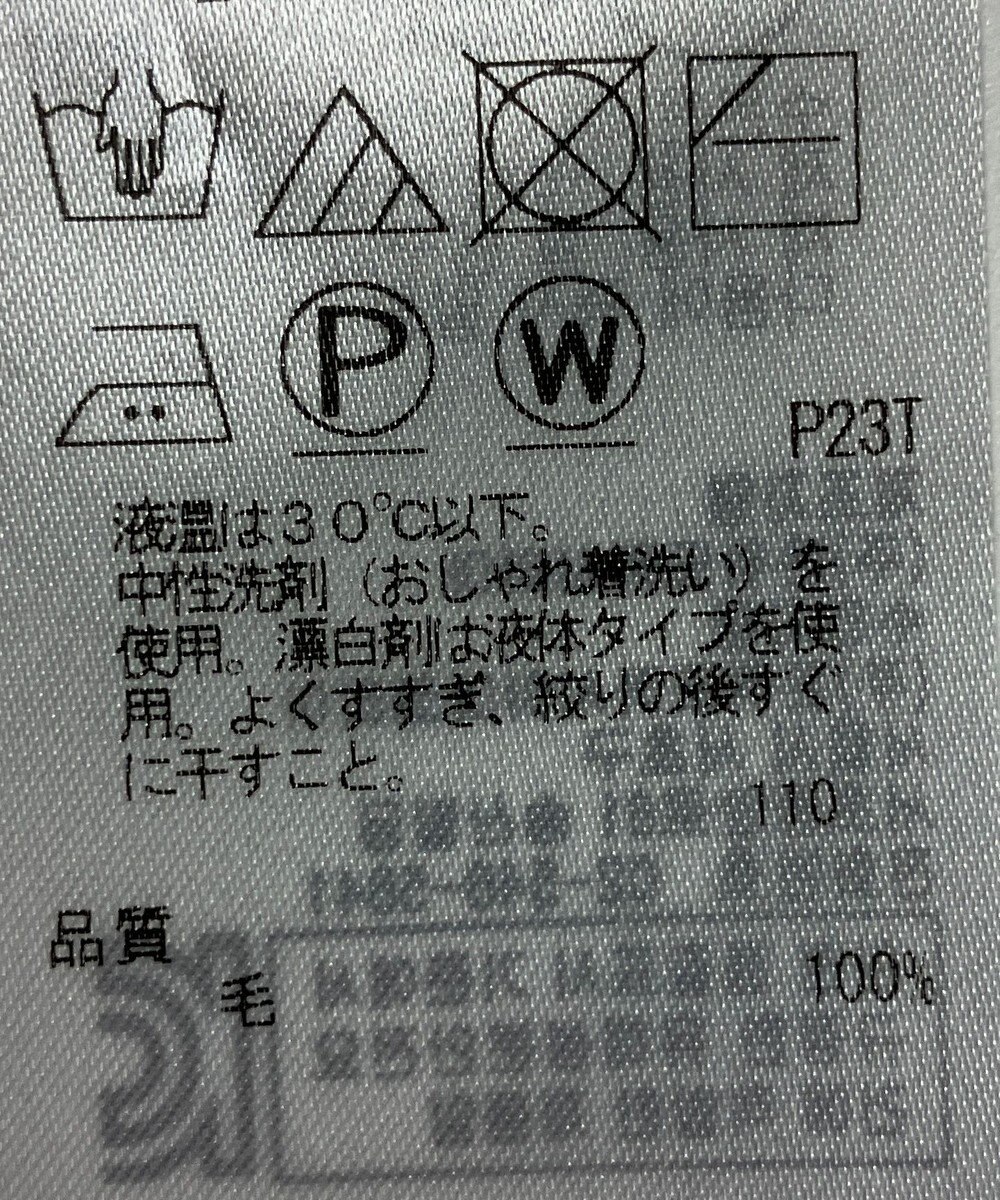 P
W
P23T
液温は30℃以下。
中性洗剤(おしゃれ着洗い)を
使用。漂白剤は液体タイプを使
用。よくすすぎ、絞りの後すぐ
に干すこと。
110
品質
毛 100%